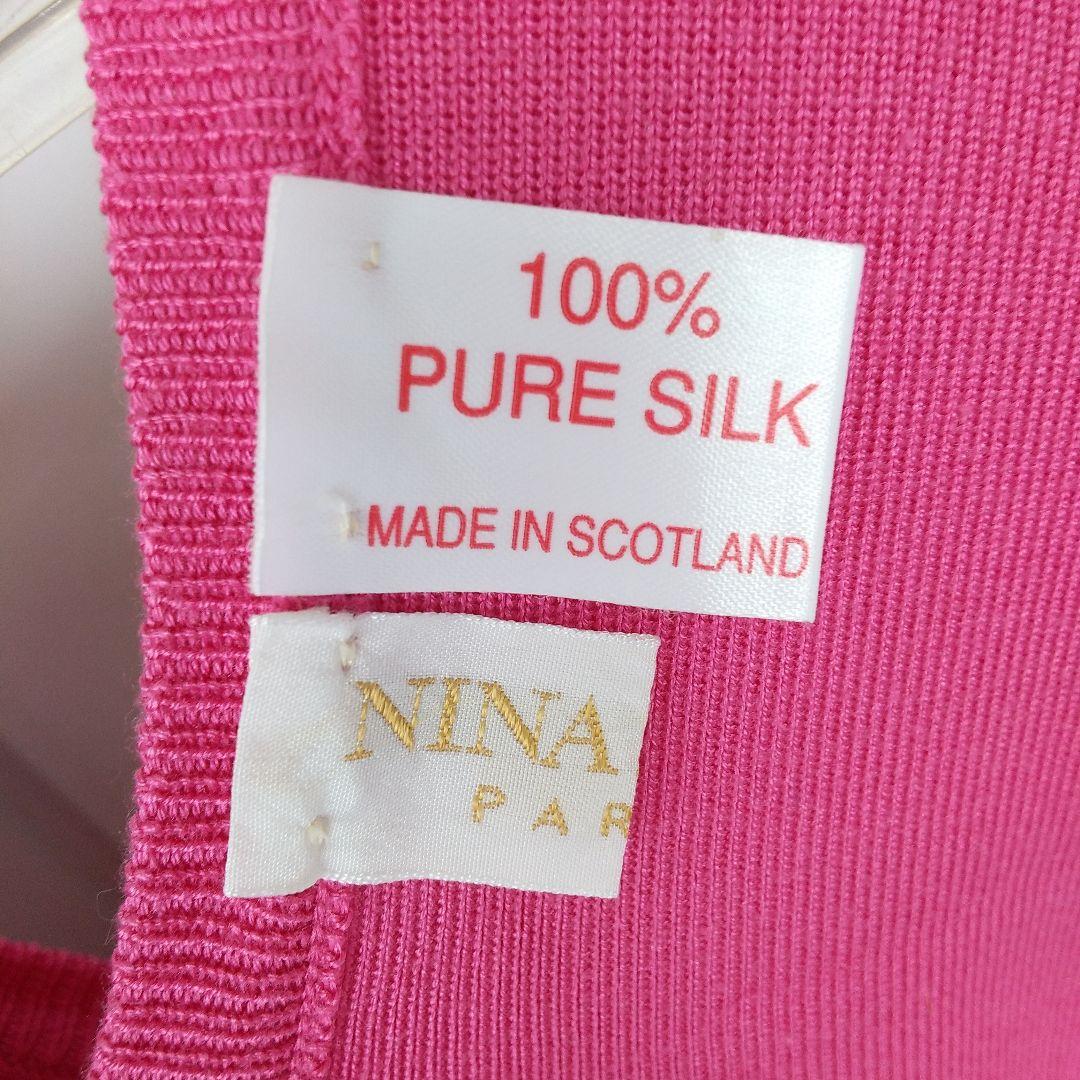 100%
PURE SILK
MADE IN SCOTLAND
NINA
PAR